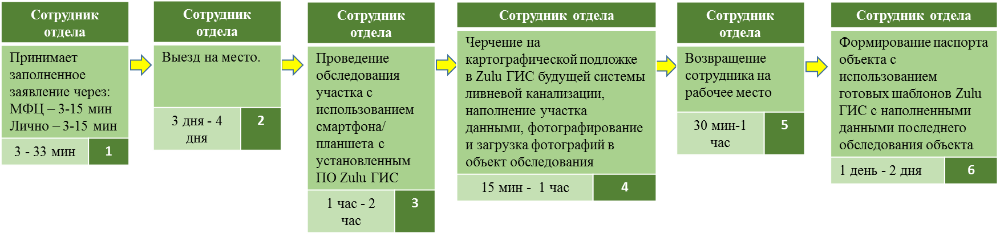 Сотрудник
отдела
Принимает
заполненное
заявление через:
МФЦ – 3-15 мин
Лично – 3-15 мин
3 - 33 мин
1
Сотрудник
отдела
Выезд на место.
3 дня - 4
дня
2
Сотрудник
отдела
Проведение
обследования
участка с
использованием
смартфона/
планшета с
установленным
ПО Zulu ГИС
1 час - 2
час
3
Сотрудник отдела
Черчение на
картографической подложке
в Zulu ГИС будущей системы
ливневой канализации,
наполнение участка
данными, фотографирование
и загрузка фотографий в
объект обследования
15 мин - 1 час
4
Сотрудник
отдела
Возвращение
сотрудника на
рабочее место
30 мин-1
час
5
Сотрудник отдела
Формирование паспорта
объекта с
использованием
готовых шаблонов Zulu
ГИС с наполненными
данными последнего
обследования объекта
1 день - 2 дня
6